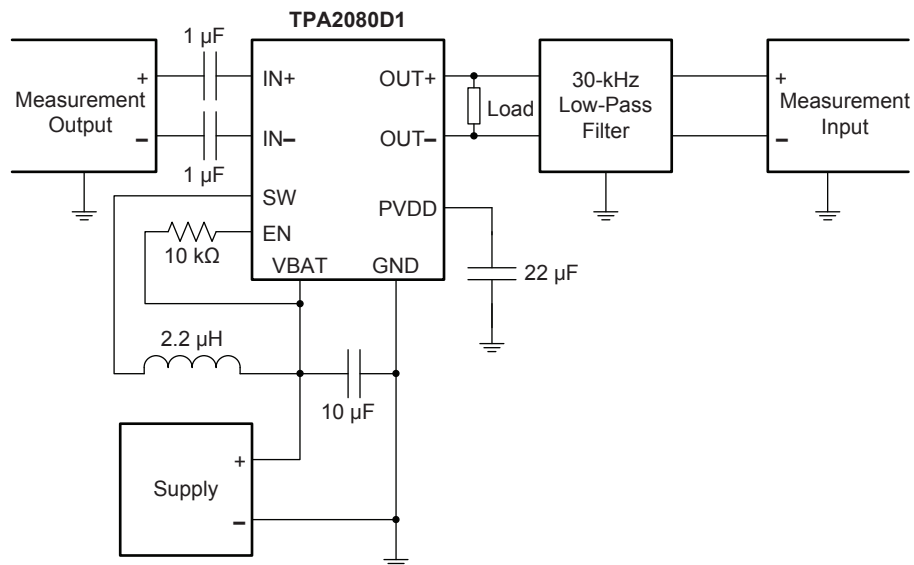 TPA2080D1
1 µF
+
IN+
OUT+
30-kHz
Low-Pass
Filter
+
Measurement
Output
Load
Measurement
Input
–
IN–
OUT–
–
1 µF
SW
PVDD
EN
10 kΩ
VBAT
GND
22 µF
2.2 µH
10 µF
+
Supply
–